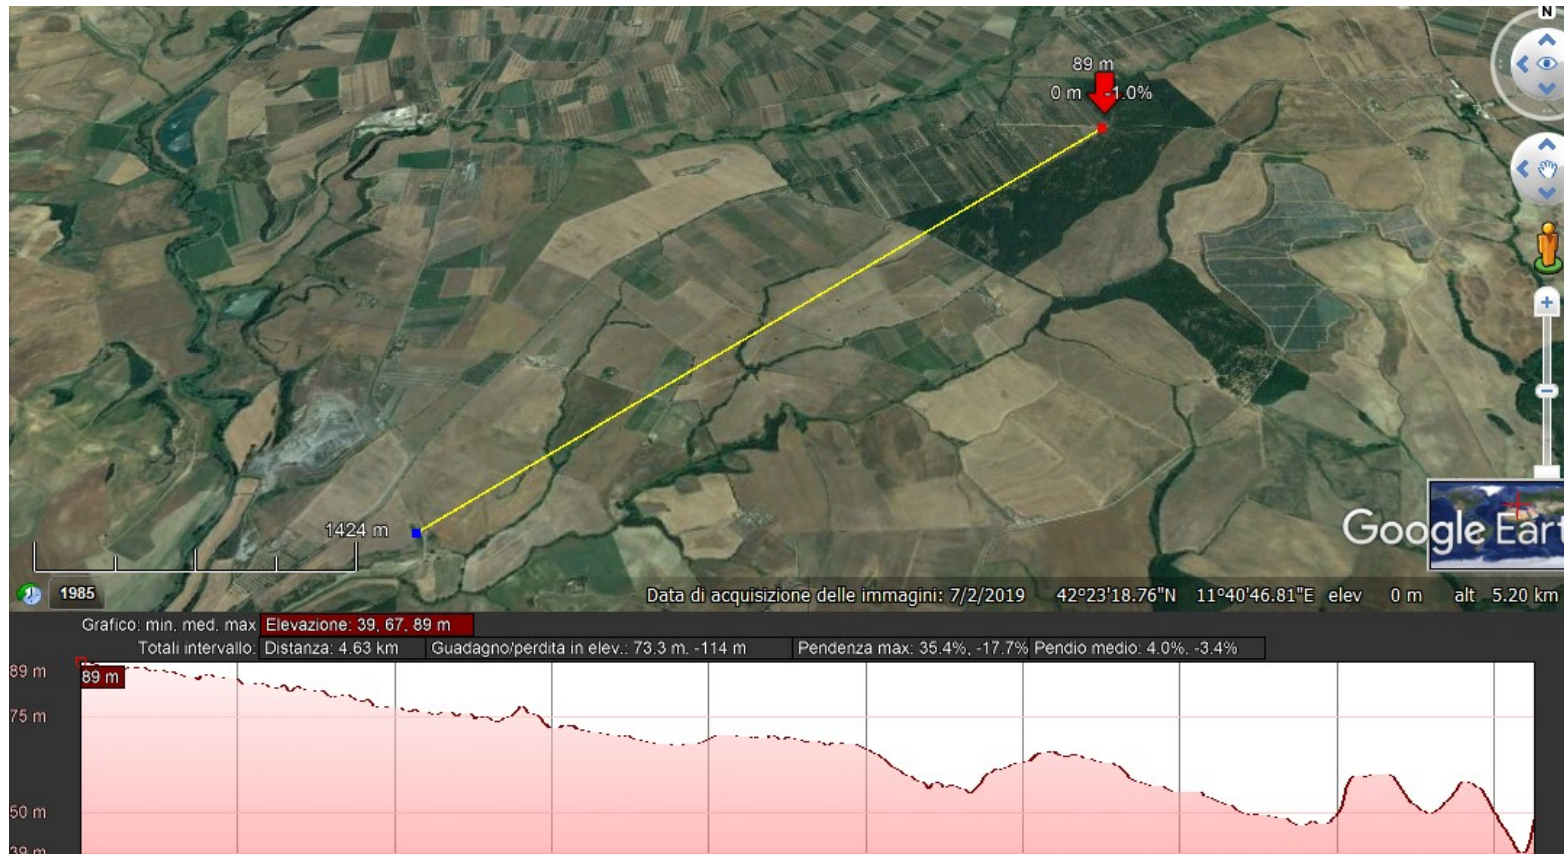 N
89 m
0 m -1.0%
1424 m
Google Eart
1985
Data di acquisizione delle immagini: 7/2/2019 42°23'18.76"N 11°40'46.81"E elev 0 m alt 5.20 km
Grafico: min, med, max Elevazione: 39, 67, 89 m
Totali intervallo: Distanza: 4.63 km Guadagno/perdita in elev.: 73.3 m, -114 m Pendenza max: 35.4%, -17.7% Pendio medio: 4.0%, -3.4%
89 m
89 m
75 m
50 m
39 m